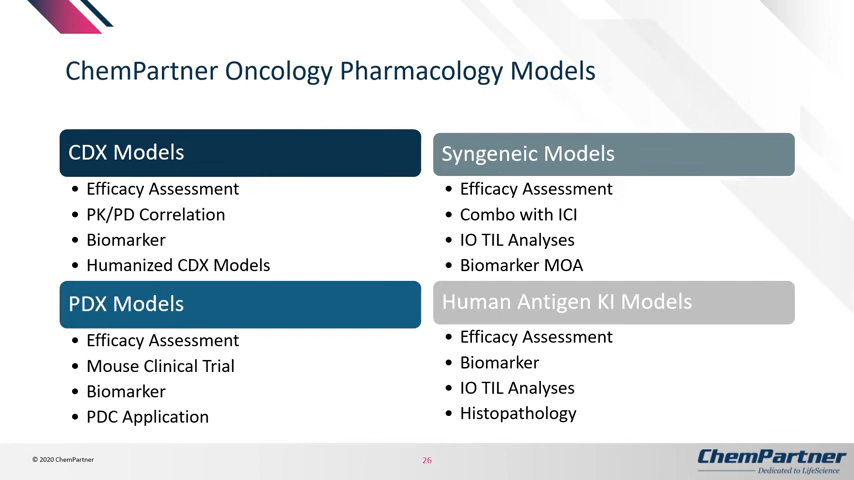 ChemPartner Oncology Pharmacology Models
CDX Models
• Efficacy Assessment
• PK/PD Correlation
• Biomarker
• Humanized CDX Models
Syngeneic Models
• Efficacy Assessment
• Combo with ICI
• IO TIL Analyses
• Biomarker MOA
PDX Models
• Efficacy Assessment
• Mouse Clinical Trial
• Biomarker
• PDC Application
Human Antigen KI Models
• Efficacy Assessment
• Biomarker
• IO TIL Analyses
• Histopathology
© 2020 ChemPartner
26
ChemPartner
Dedicated to LifeScience